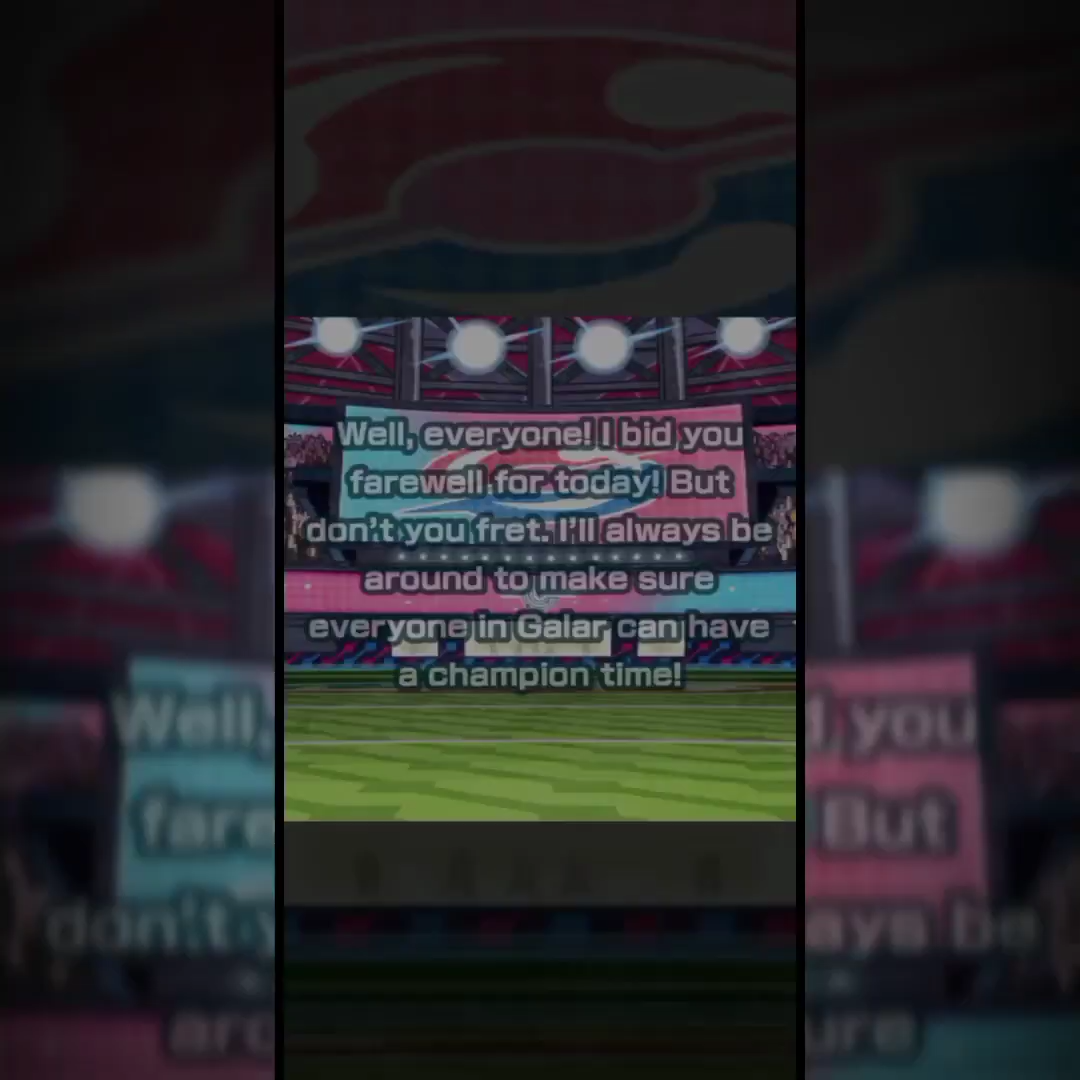 Well, everyone! I bid you
farewell for today! But
don't you fret. I'll always be
around to make sure
everyone in Galar can have
a champion time!